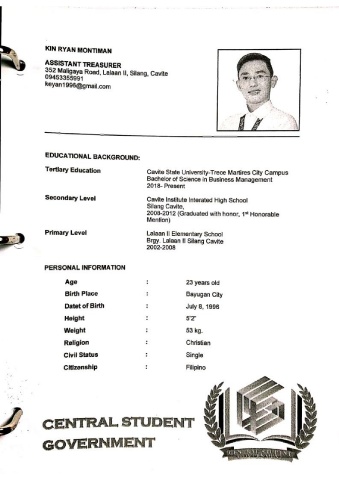 KIN RYAN MONTIMAN
ASSISTANT TREASURER
352 Maligaya Road, Lalaan II, Silang, Cavite
09453355991
keyan1996@gmail.com
EDUCATIONAL BACKGROUND:
Tertiary Education Cavite State University-Trece Martires City Campus
Bachelor of Science in Business Management
2018- Present
Secondary Level Cavite Institute Interated High School
Silang Cavite,
2008-2012 (Graduated with honor, 1st Honorable
Mention)
Primary Level Lalaan II Elementary School
Brgy. Lalaan II Silang Cavite
2002-2008
PERSONAL INFORMATION
Age : 23 years old
Birth Place : Bayugan City
Datet of Birth : July 8, 1996
Height : 5'2"
Weight : 53 kg.
Religion : Christian
Civil Status : Single
Citizenship : Filipino
CENTRAL STUDENT
GOVERNMENT
CENTRAL STUDENT